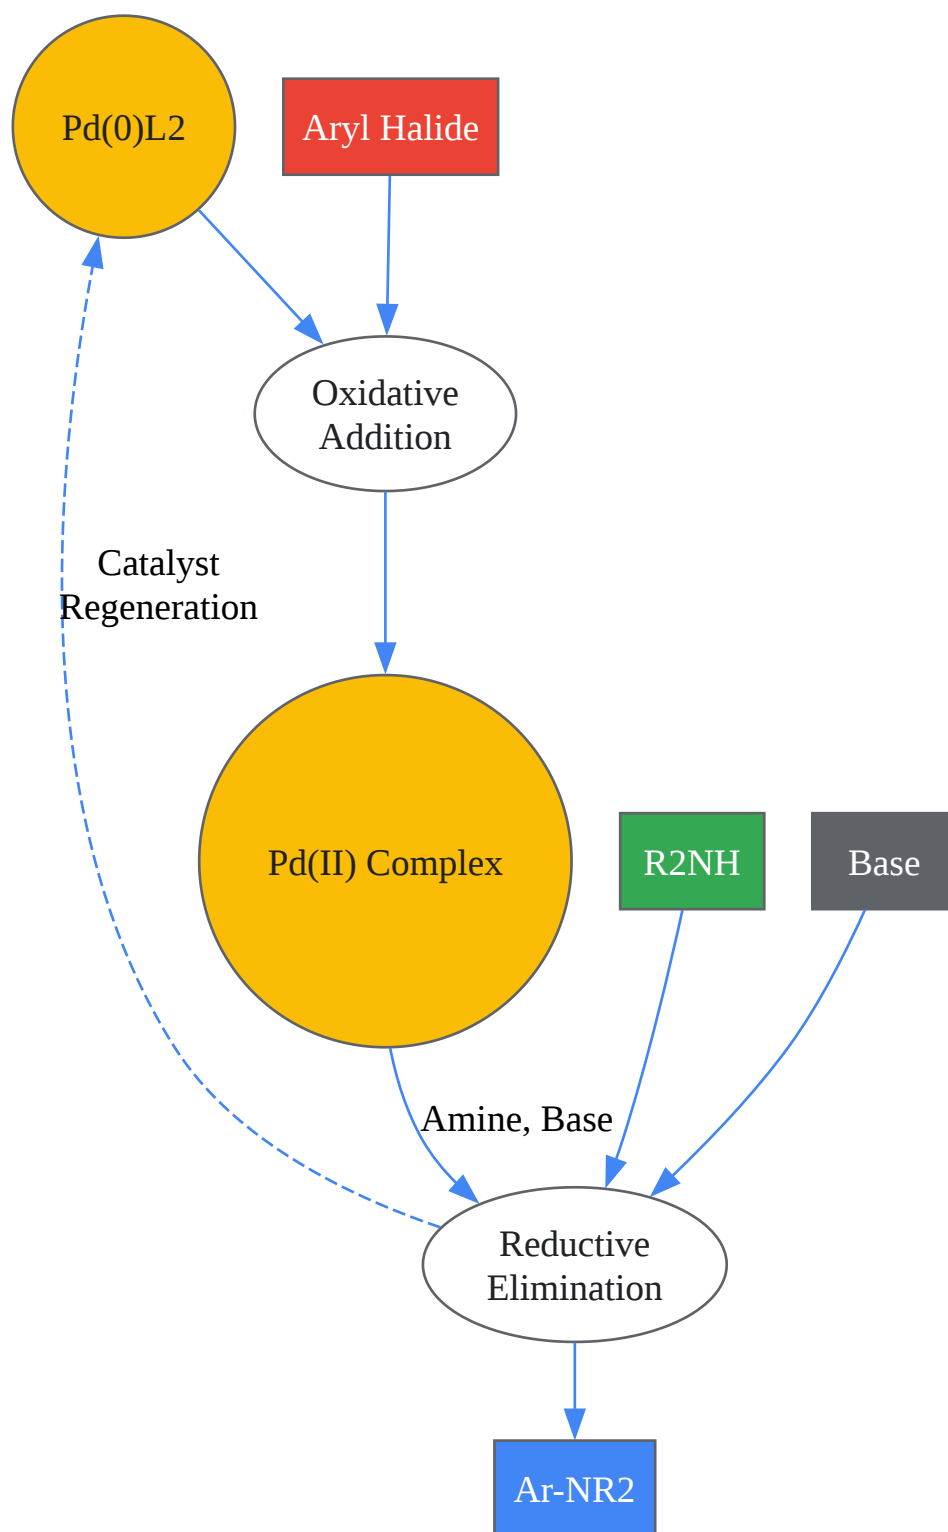 Pd(0)L2
Aryl Halide
Oxidative
Addition
Catalyst
Regeneration
Pd(II) Complex
R2NH
Base
Amine, Base
Reductive
Elimination
Ar-NR2